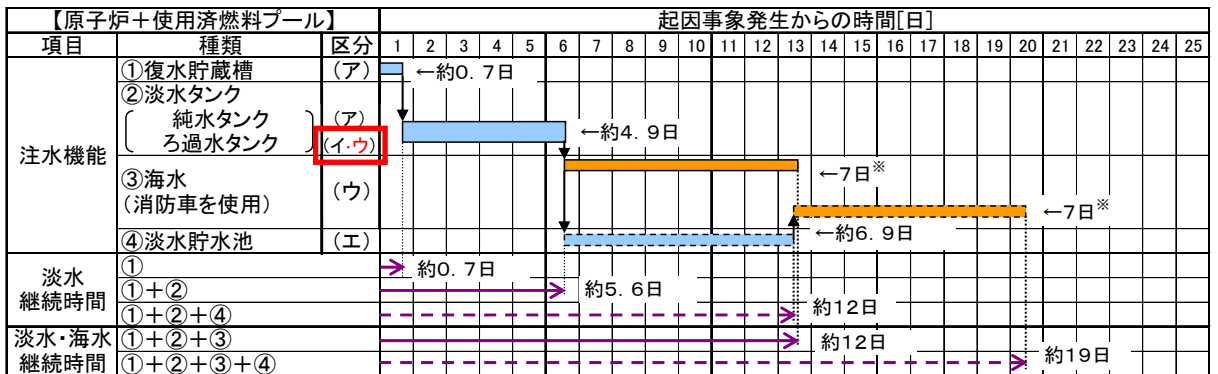 【原子炉+使用済燃料プール】 起因事象発生からの時間[日]
項目 種類 区分 1 2 3 4 5 6 7 8 9 10 11 12 13 14 15 16 17 18 19 20 21 22 23 24 25
注水機能
①復水貯蔵槽 (ア) ←約0.7日
②淡水タンク
純水タンク (ア)
ろ過水タンク (イ・ウ) ←約4.9日
③海水
(消防車を使用) (ウ) ←7日※
←7日※
④淡水貯水池 (エ) ←約6.9日
淡水
継続時間
① 約0.7日
①+② 約5.6日
①+②+④ 約12日
淡水・海水
継続時間
①+②+③ 約12日
①+②+③+④ 約19日